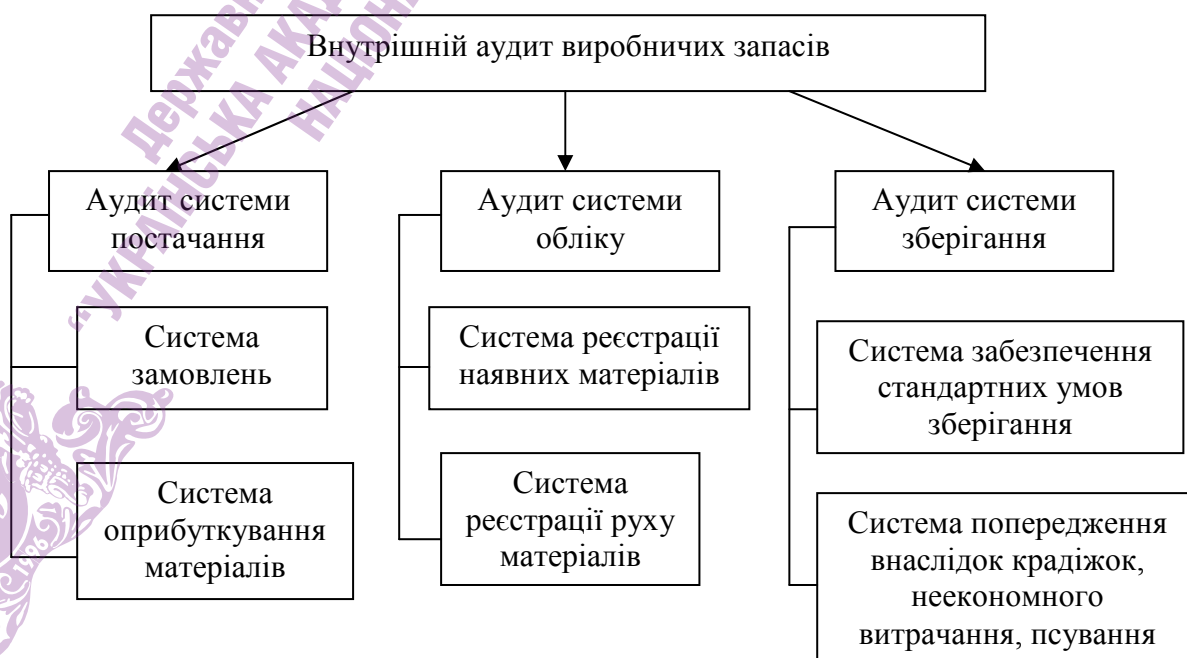 Внутрішній аудит виробничих запасів
Аудит системи
постачання
Система
замовлень
Система
оприбуткування
матеріалів
Аудит системи
обліку
Система реєстрації
наявних матеріалів
Система
реєстрації руху
матеріалів
Аудит системи
зберігання
Система забезпечення
стандартних умов
зберігання
Система попередження
внаслідок крадіжок,
неекономного
витрачання, псування
"УКРАЇНСЬКА
1996